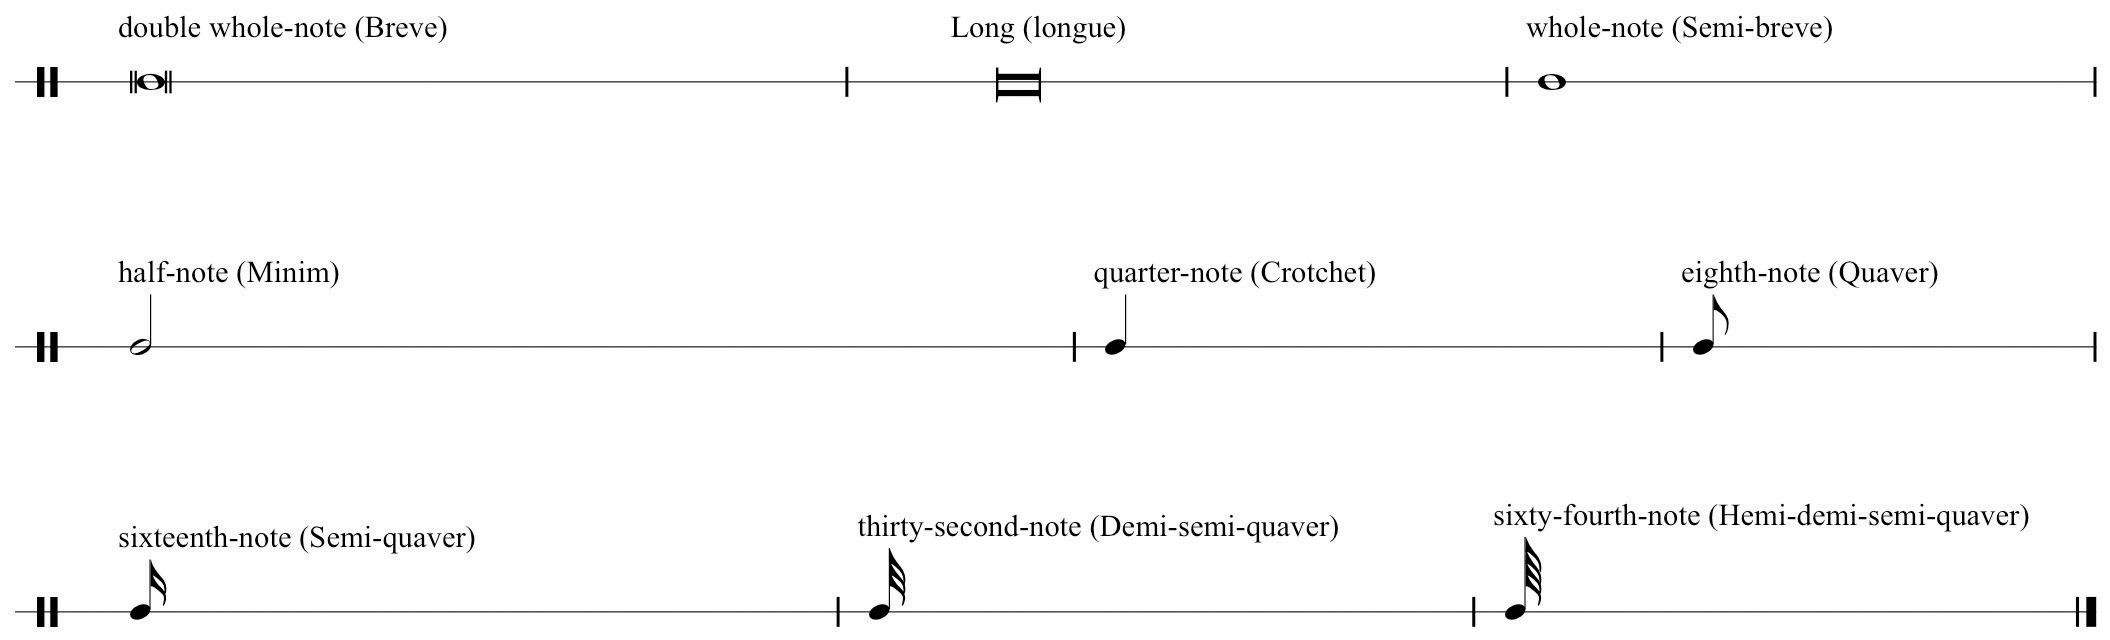 double whole-note (Breve)
Long (longue)
whole-note (Semi-breve)
half-note (Minim)
quarter-note (Crotchet)
eighth-note (Quaver)
sixteenth-note (Semi-quaver)
thirty-second-note (Demi-semi-quaver)
sixty-fourth-note (Hemi-demi-semi-quaver)